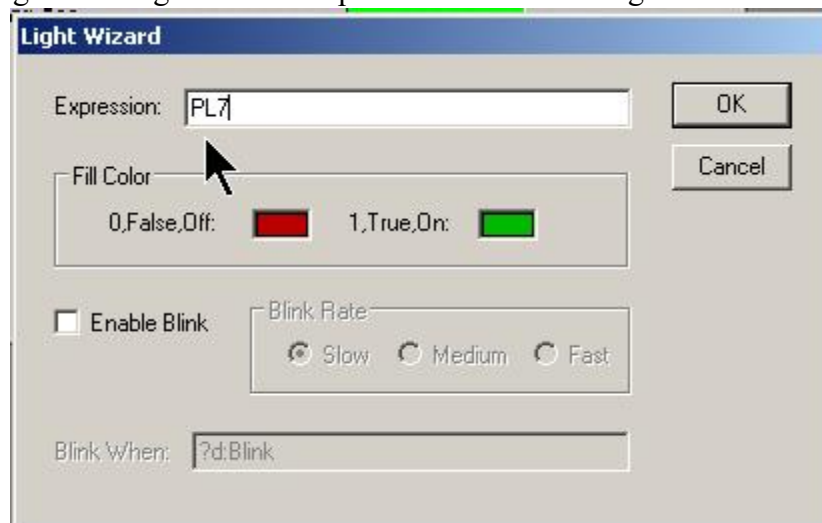 Light Wizard
Expression: PL7
OK
Cancel
Fill Color
0,False,Off: 1,True,On:
Enable Blink
Blink Rate
Slow Medium Fast
Blink When: ?d:Blink